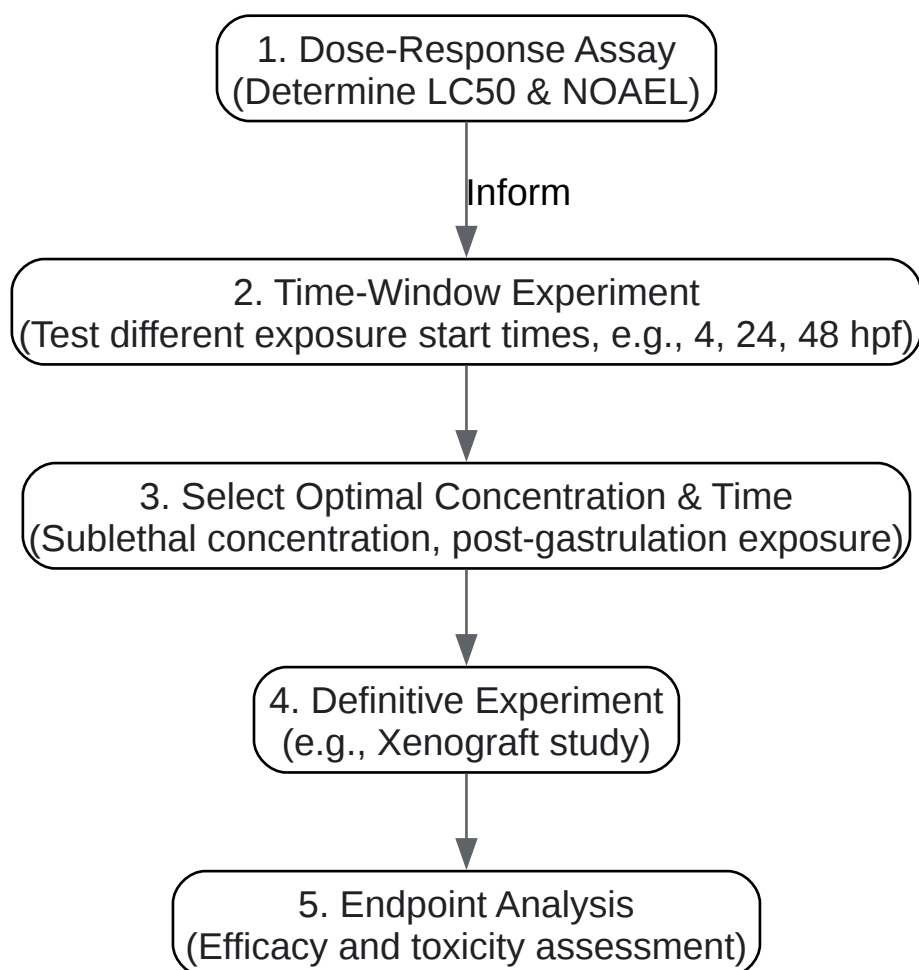 1. Dose-Response Assay
(Determine LC50 & NOAEL)
Inform
2. Time-Window Experiment
(Test different exposure start times, e.g., 4, 24, 48 hpf)
3. Select Optimal Concentration & Time
(Sublethal concentration, post-gastrulation exposure)
4. Definitive Experiment
(e.g., Xenograft study)
5. Endpoint Analysis
(Efficacy and toxicity assessment)